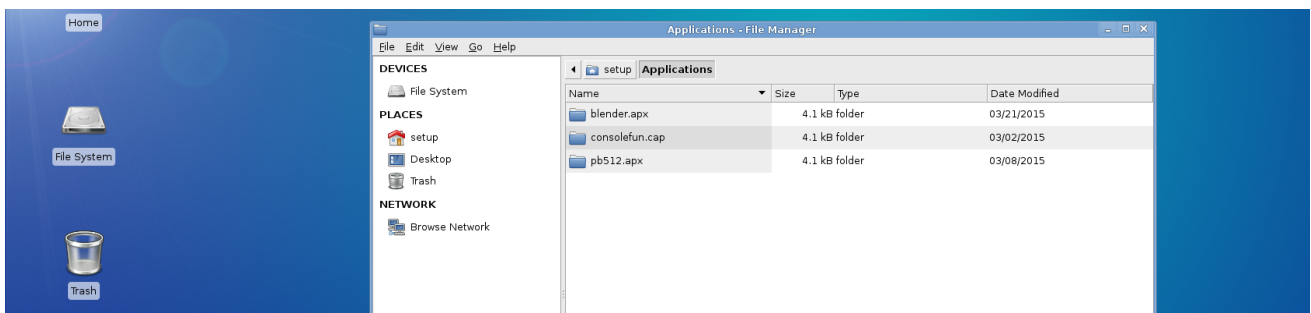 Home
File System
Trash
Applications - File Manager
File Edit View Go Help
DEVICES
File System
PLACES
setup
Desktop
Trash
NETWORK
Browse Network
setup Applications
Name Size Type Date Modified
blender.apx 4.1 kB folder 03/21/2015
consolefun.cap 4.1 kB folder 03/02/2015
pb512.apx 4.1 kB folder 03/08/2015